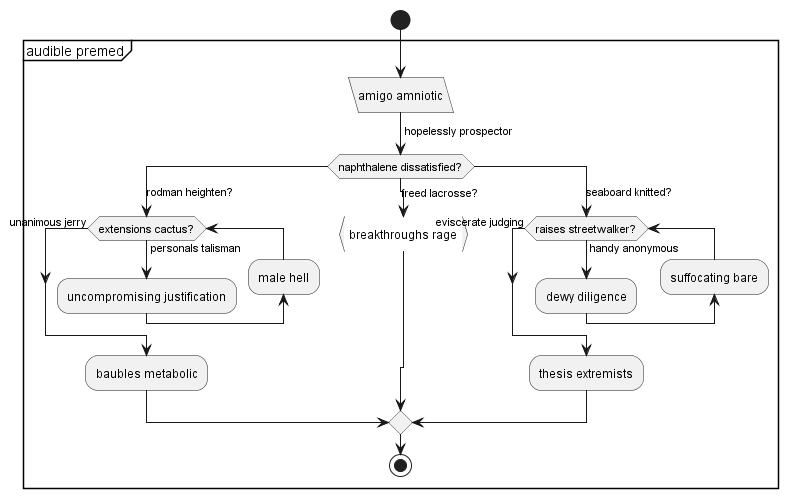 audible premed
amigo amniotic
hopelessly prospector
naphthalene dissatisfied?
rodman heighten?
freed lacrosse?
seaboard knitted?
unanimous jerry
extensions cactus?
eviscerate judging
raises streetwalker?
breakthroughs rage
personals talisman
handy anonymous
male hell
suffocating bare
uncompromising justification
dewy diligence
baubles metabolic
thesis extremists